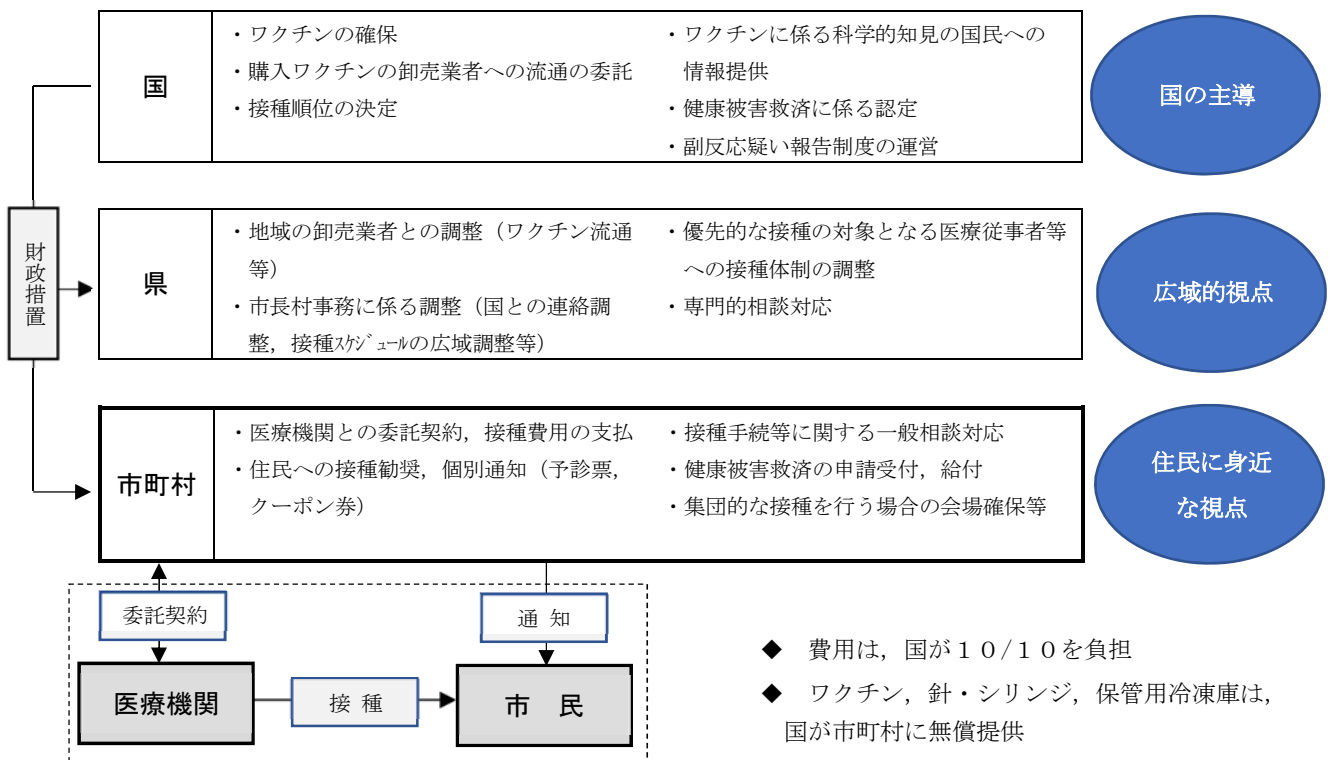 国
・ワクチンの確保
・購入ワクチンの卸売業者への流通の委託
・接種順位の決定
・ワクチンに係る科学的知見の国民への
情報提供
・健康被害救済に係る認定
・副反応疑い報告制度の運営
国の主導
財政措置
県
・地域の卸売業者との調整（ワクチン流通
等）
・市長村事務に係る調整（国との連絡調
整，接種ｽｹｼﾞｭｰﾙの広域調整等）
・優先的な接種の対象となる医療従事者等
への接種体制の調整
・専門的相談対応
広域的視点
市町村
・医療機関との委託契約，接種費用の支払
・住民への接種勧奨，個別通知（予診票，
クーポン券）
・接種手続等に関する一般相談対応
・健康被害救済の申請受付，給付
・集団的な接種を行う場合の会場確保等
住民に身近
な視点
委託契約
通 知
医療機関
接 種
市　民
◆　費用は，国が１０/１０を負担
◆　ワクチン，針・シリンジ，保管用冷凍庫は，
国が市町村に無償提供